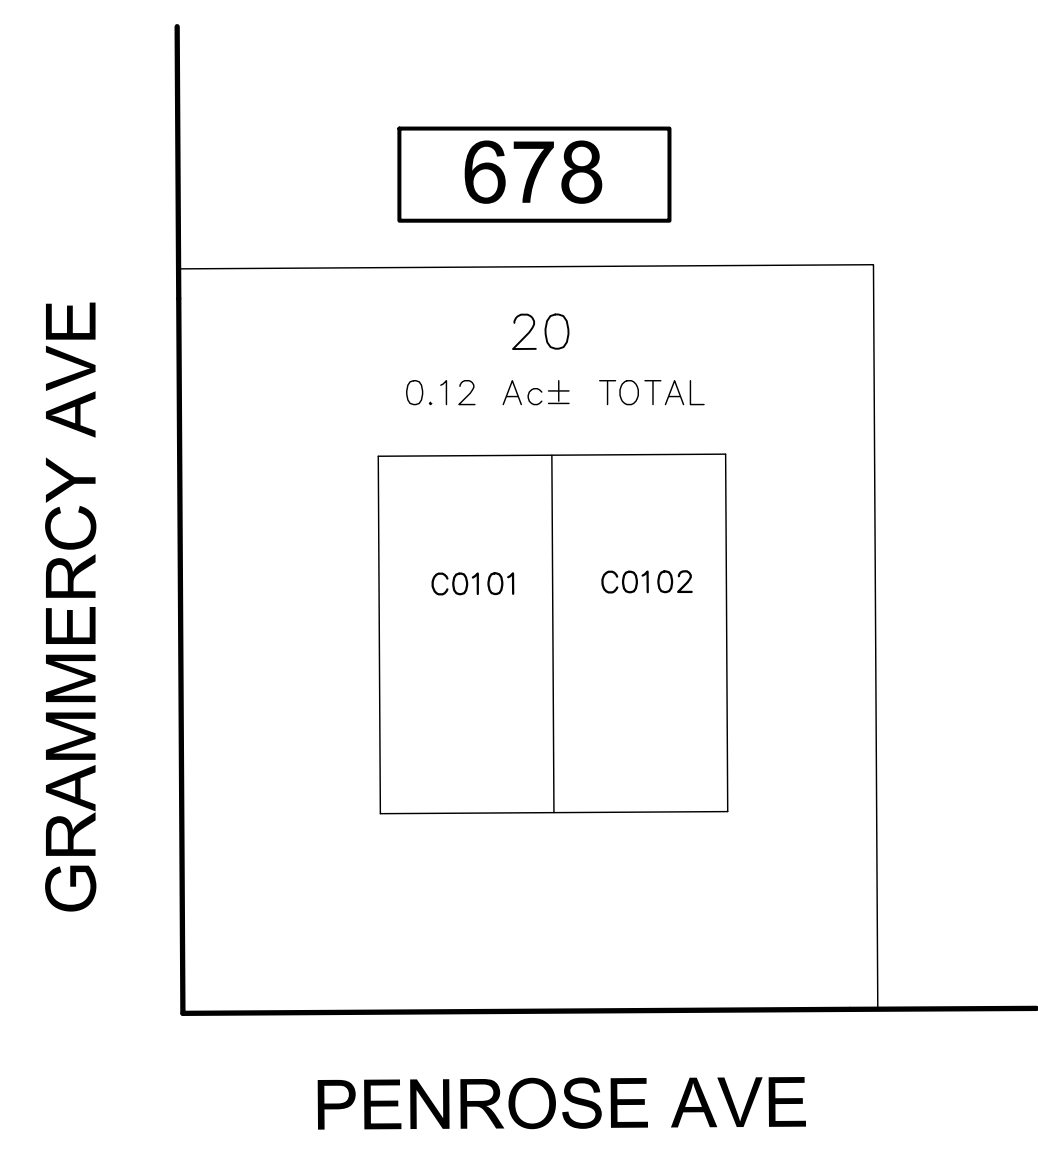 678
20
0.12 Ac± TOTAL
C0101
C0102
GRAMMERCY AVE
PENROSE AVE